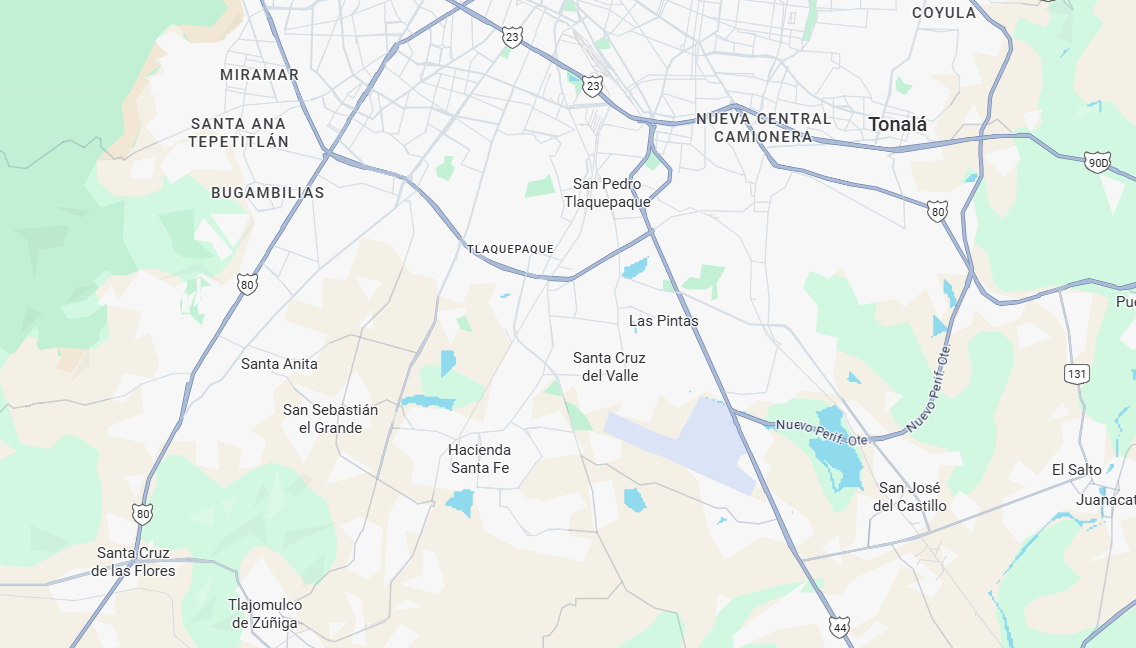 COYULA
23
MIRAMAR
23
NUEVA CENTRAL
CAMIONERA
Tonalá
SANTA ANA
TEPETITLÁN
90D
BUGAMBILIAS
San Pedro
Tlaquepaque
80
TLAQUEPAQUE
80
Pue
Las Pintas
Santa Anita
Santa Cruz
del Valle
131
Nuevo Perif. Ote.
San Sebastián
el Grande
Nuevo Perif. Ote.
Hacienda
Santa Fe
El Salto
San José
del Castillo
Juanacat
80
Santa Cruz
de las Flores
Tlajomulco
de Zúñiga
44